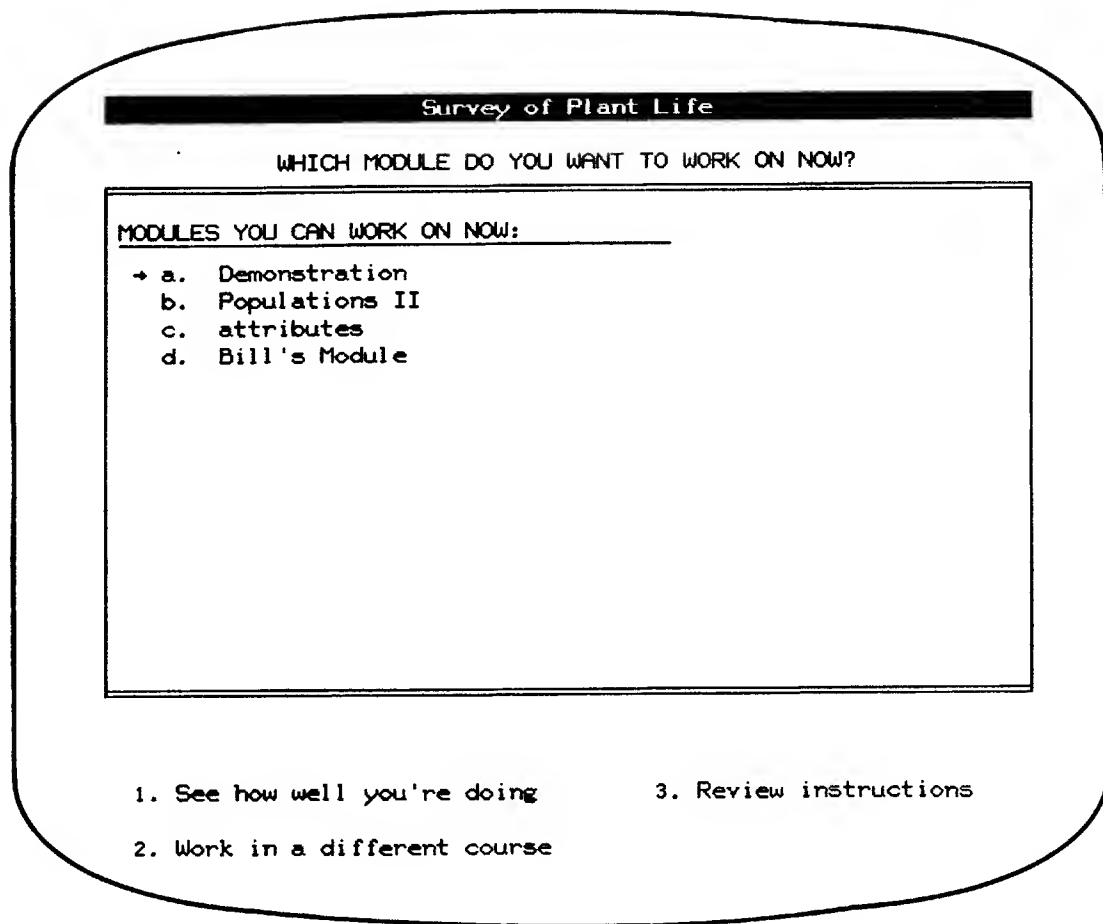 Survey of Plant Life
WHICH MODULE DO YOU WANT TO WORK ON NOW?
MODULES YOU CAN WORK ON NOW:
→ a. Demonstration
b. Populations II
c. attributes
d. Bill's Module
1. See how well you're doing
3. Review instructions
2. Work in a different course